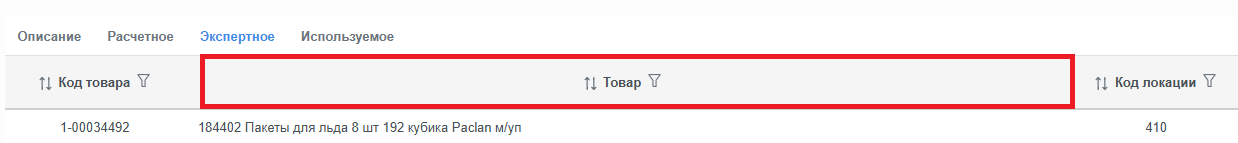 Описание Расчетное Экспертное Используемое
Код товара Товар Код локации
1-00034492 184402 Пакеты для льда 8 шт 192 кубика Paclan м/уп 410